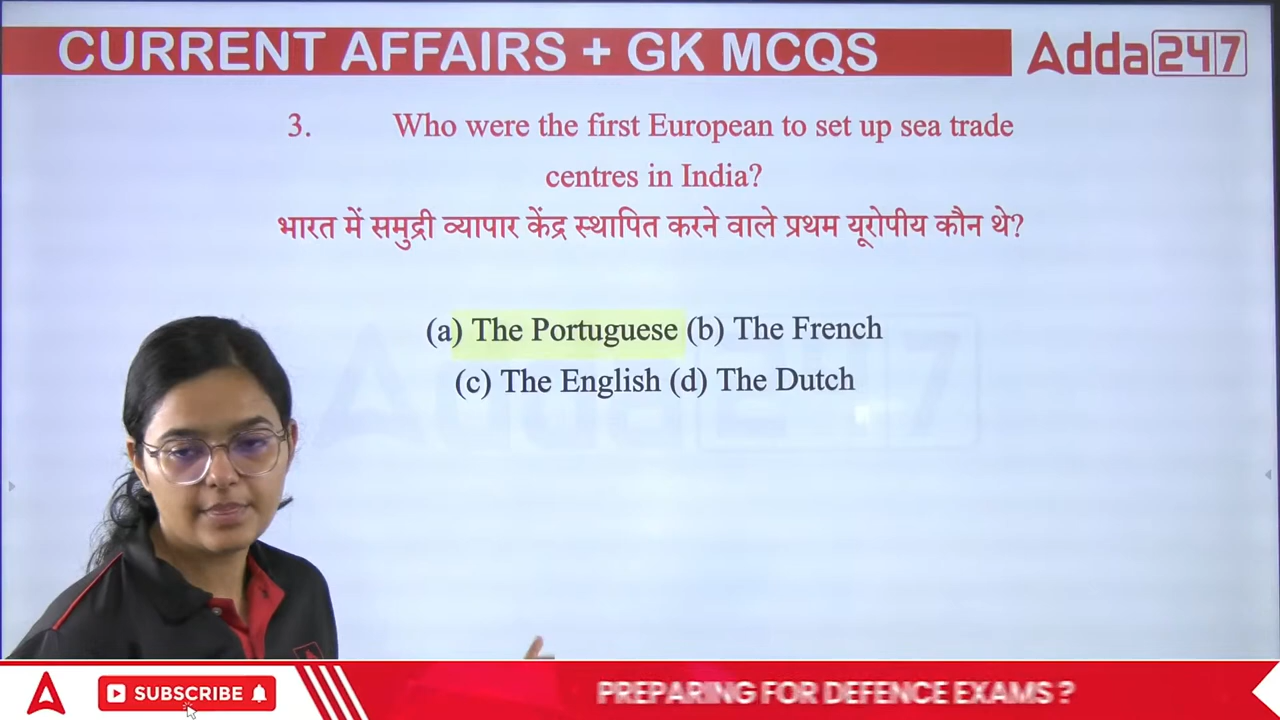 CURRENT AFFAIRS + GK MCQS
Adda247
3. Who were the first European to set up sea trade
centres in India?
भारत में समुद्री व्यापार केंद्र स्थापित करने वाले प्रथम यूरोपीय कौन थे?
(a) The Portuguese (b) The French
(c) The English (d) The Dutch
Adda247
SUBSCRIBE
PREPARING FOR DEFENCE EXAMS ?